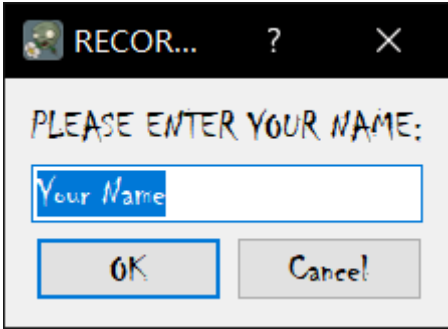 RECOR... ?
PLEASE ENTER YOUR NAME:
Your Name
OK Cancel